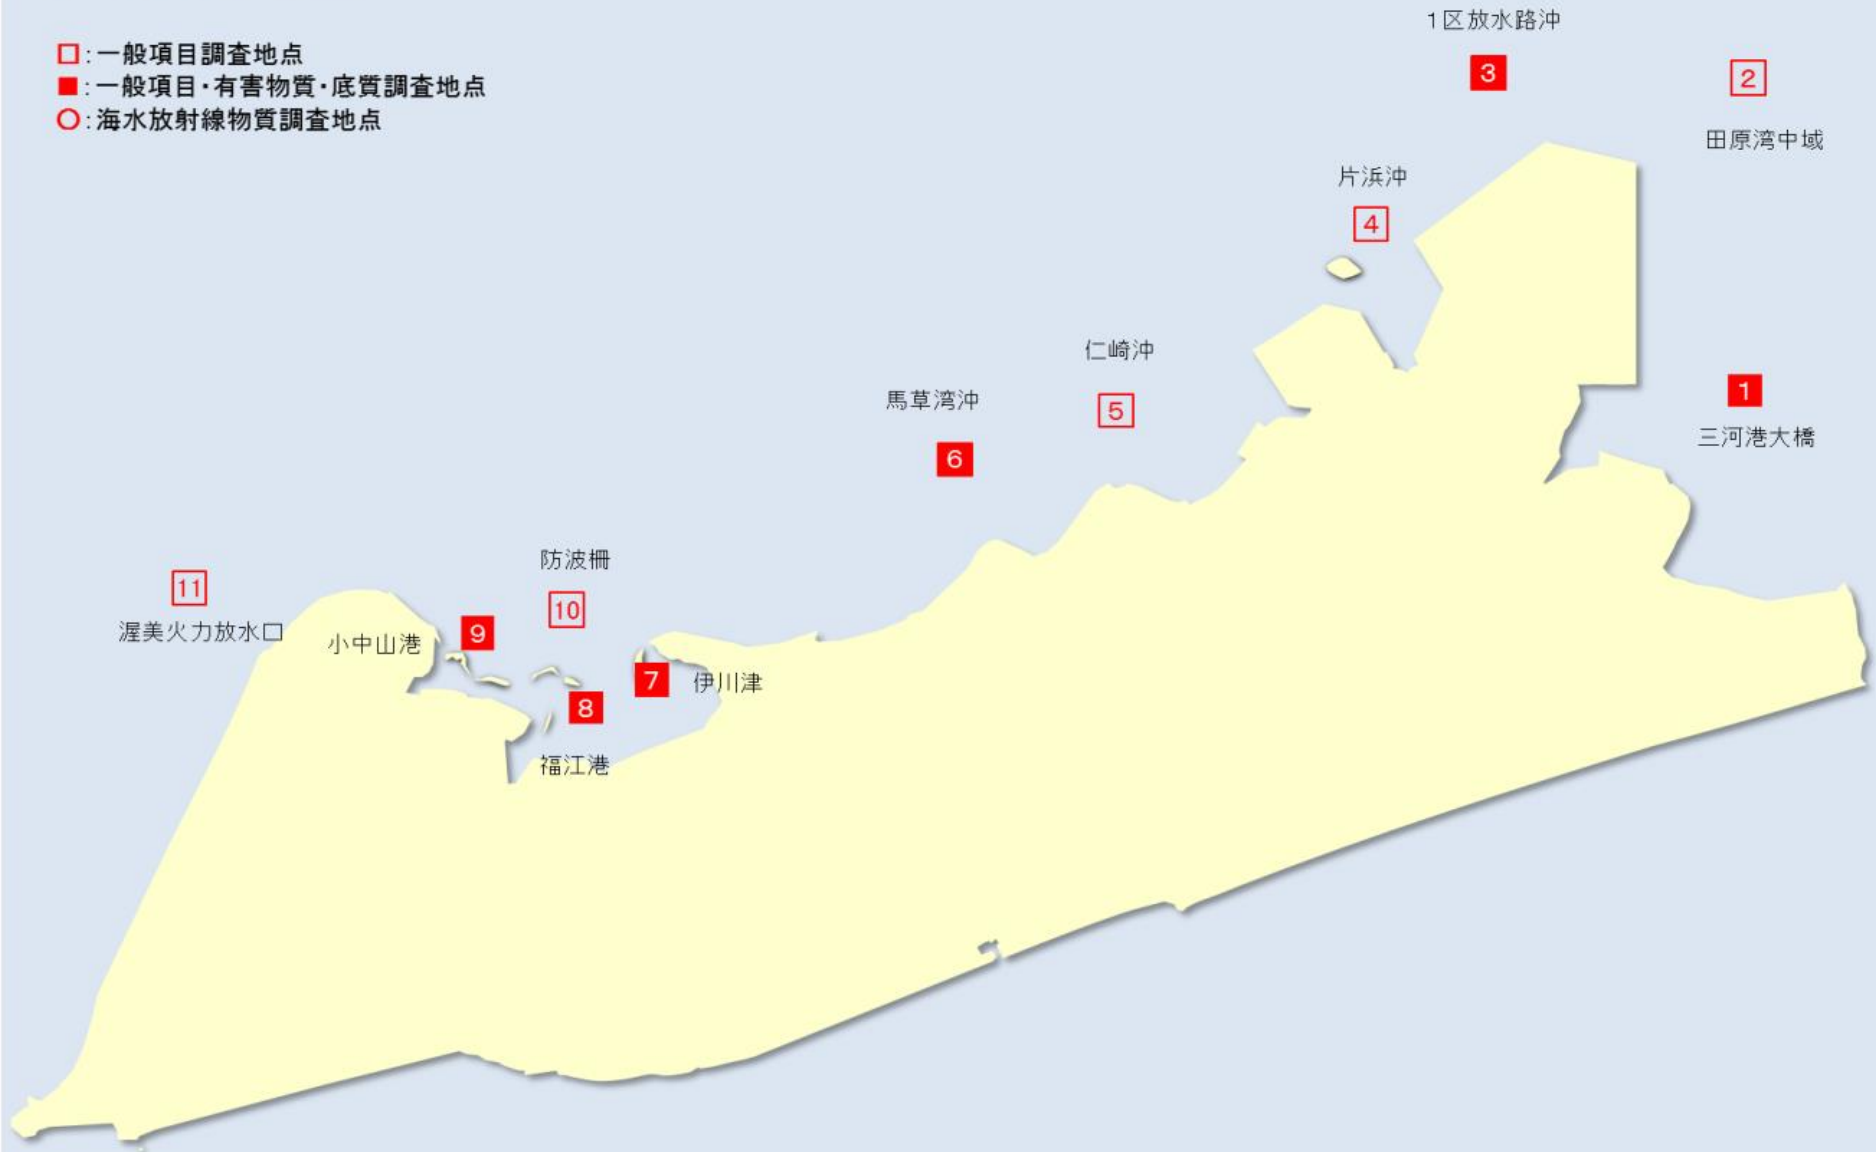 □:一般項目調査地点
■:一般項目・有害物質・底質調査地点
○:海水放射線物質調査地点
1区放水路沖
3
2
田原湾中域
片浜沖
4
仁崎沖
5
馬草湾沖
6
1
三河港大橋
防波柵
10
11
渥美火力放水口
小中山港
9
7
伊川津
8
福江港